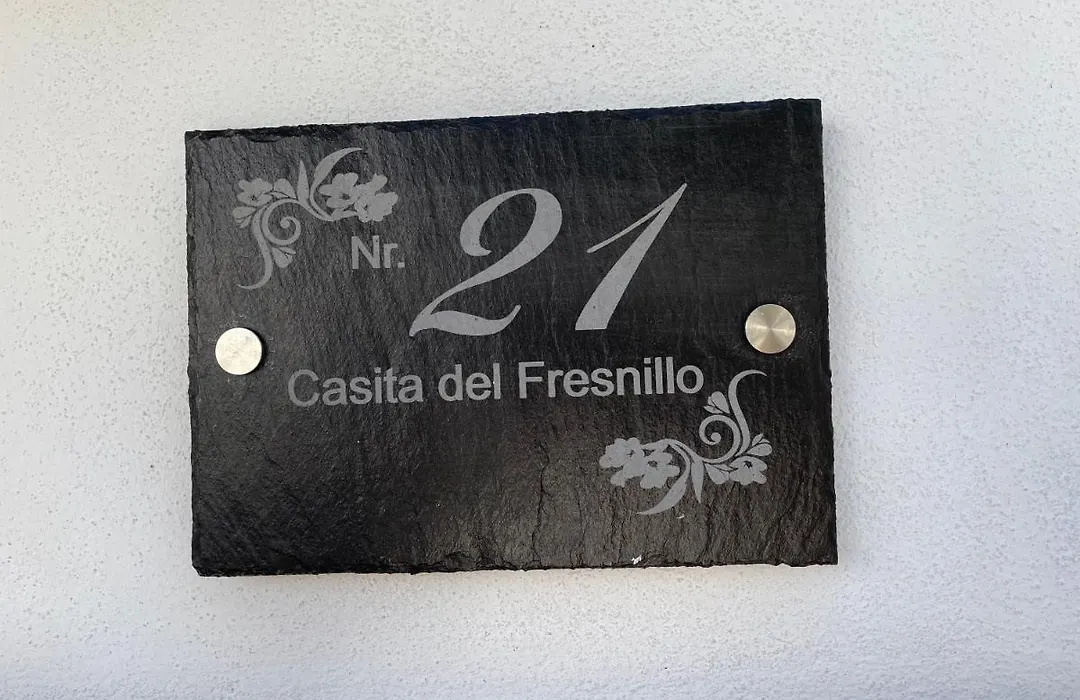 Nr. 21
Casita del Fresnillo